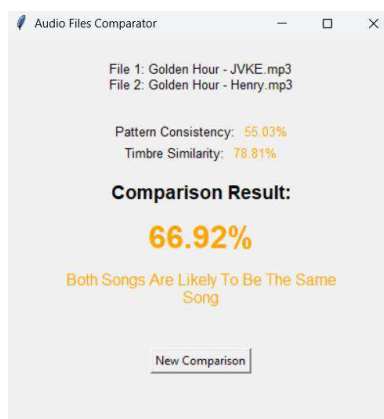 Audio Files Comparator
File 1: Golden Hour - JVKE.mp3
File 2: Golden Hour - Henry.mp3
Pattern Consistency: 55.03%
Timbre Similarity: 78.81%
Comparison Result:
66.92%
Both Songs Are Likely To Be The Same
Song
New Comparison